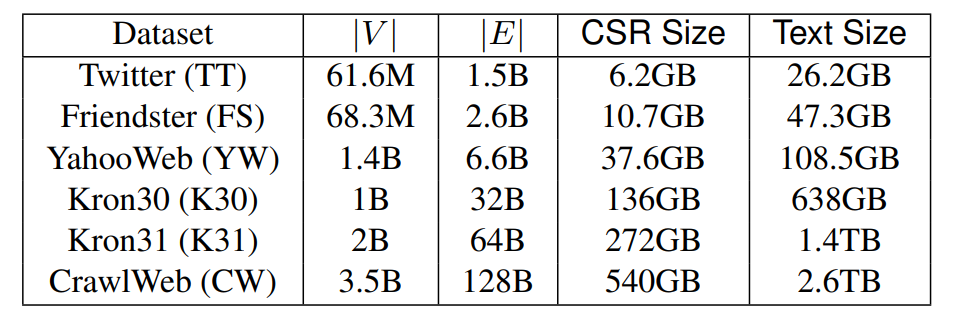 Dataset |V| |E| CSR Size Text Size
Twitter (TT) 61.6M 1.5B 6.2GB 26.2GB
Friendster (FS) 68.3M 2.6B 10.7GB 47.3GB
YahooWeb (YW) 1.4B 6.6B 37.6GB 108.5GB
Kron30 (K30) 1B 32B 136GB 638GB
Kron31 (K31) 2B 64B 272GB 1.4TB
CrawlWeb (CW) 3.5B 128B 540GB 2.6TB